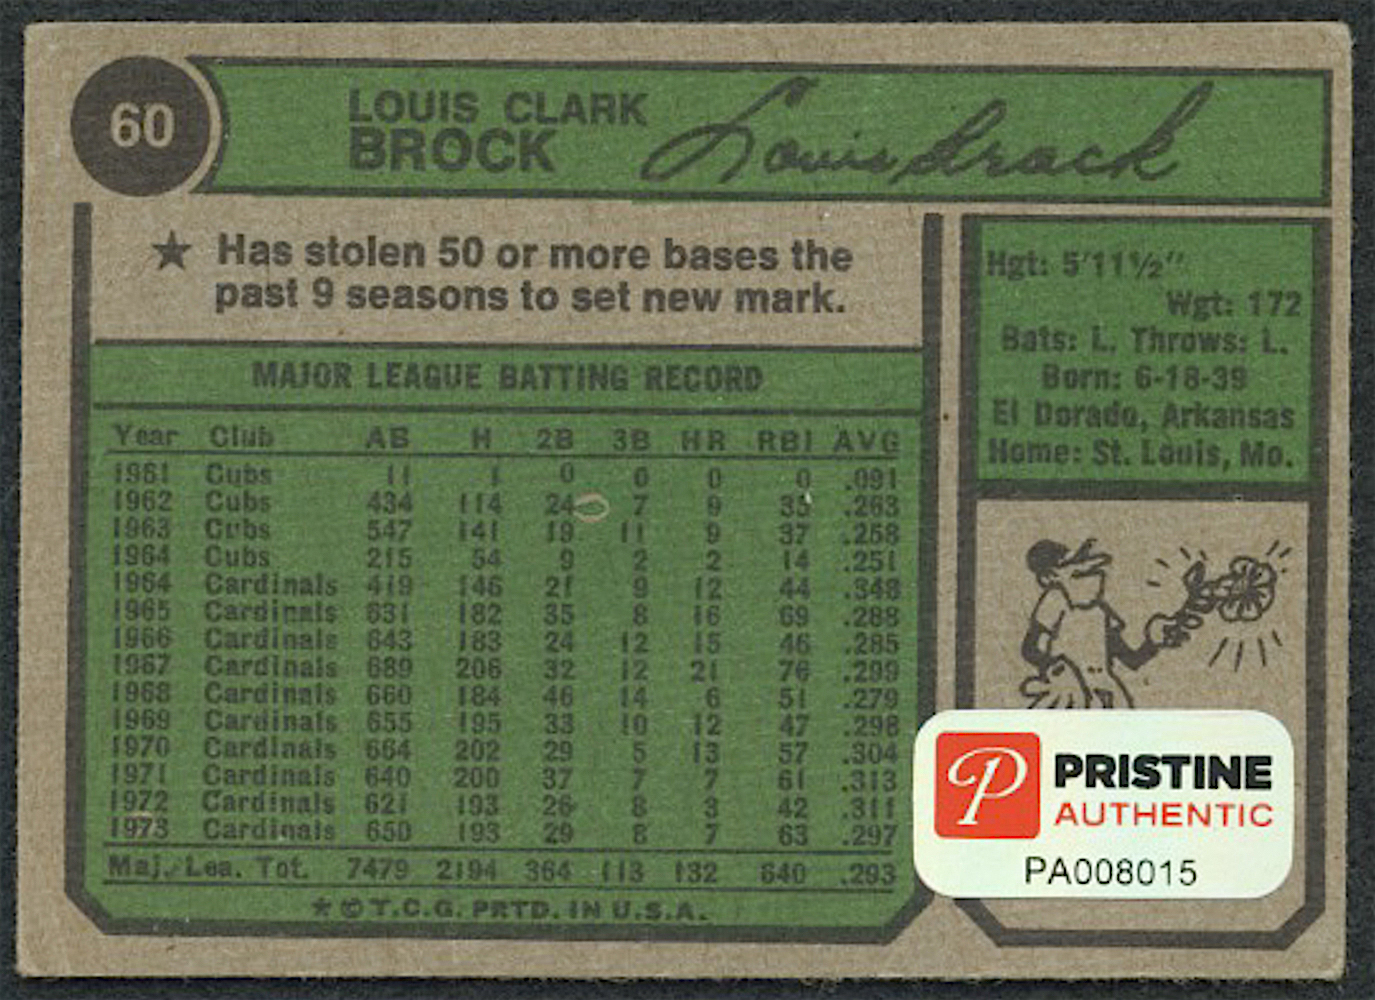 60
LOUIS CLARK
BROCK
Louis Brock
★ Has stolen 50 or more bases the
past 9 seasons to set new mark.
Hgt: 5'11½"
Wgt: 172
Bats: L. Throws: L.
Born: 6-18-39
El Dorado, Arkansas
Home: St. Louis, Mo.
MAJOR LEAGUE BATTING RECORD
Year Club AB H 2B 3B HR RBI AVG
1961 Cubs 11 1 0 0 0 0 .091
1962 Cubs 434 114 24 7 9 35 .263
1963 Cubs 547 141 19 11 9 37 .258
1964 Cubs 215 54 9 2 2 14 .251
1964 Cardinals 419 146 21 9 12 44 .348
1965 Cardinals 631 182 35 8 16 69 .288
1966 Cardinals 643 183 24 12 15 46 .285
1967 Cardinals 689 206 32 12 21 76 .299
1968 Cardinals 660 184 46 14 6 51 .279
1969 Cardinals 655 195 33 10 12 47 .298
1970 Cardinals 664 202 29 5 13 57 .304
1971 Cardinals 640 200 37 7 7 61 .313
1972 Cardinals 621 193 26 8 3 42 .311
1973 Cardinals 650 193 29 8 7 63 .297
Maj. Lea. Tot. 7479 2194 364 113 132 640 .293
★ © T.C.G. PRTD. IN U.S.A.
P PRISTINE
AUTHENTIC
PA008015